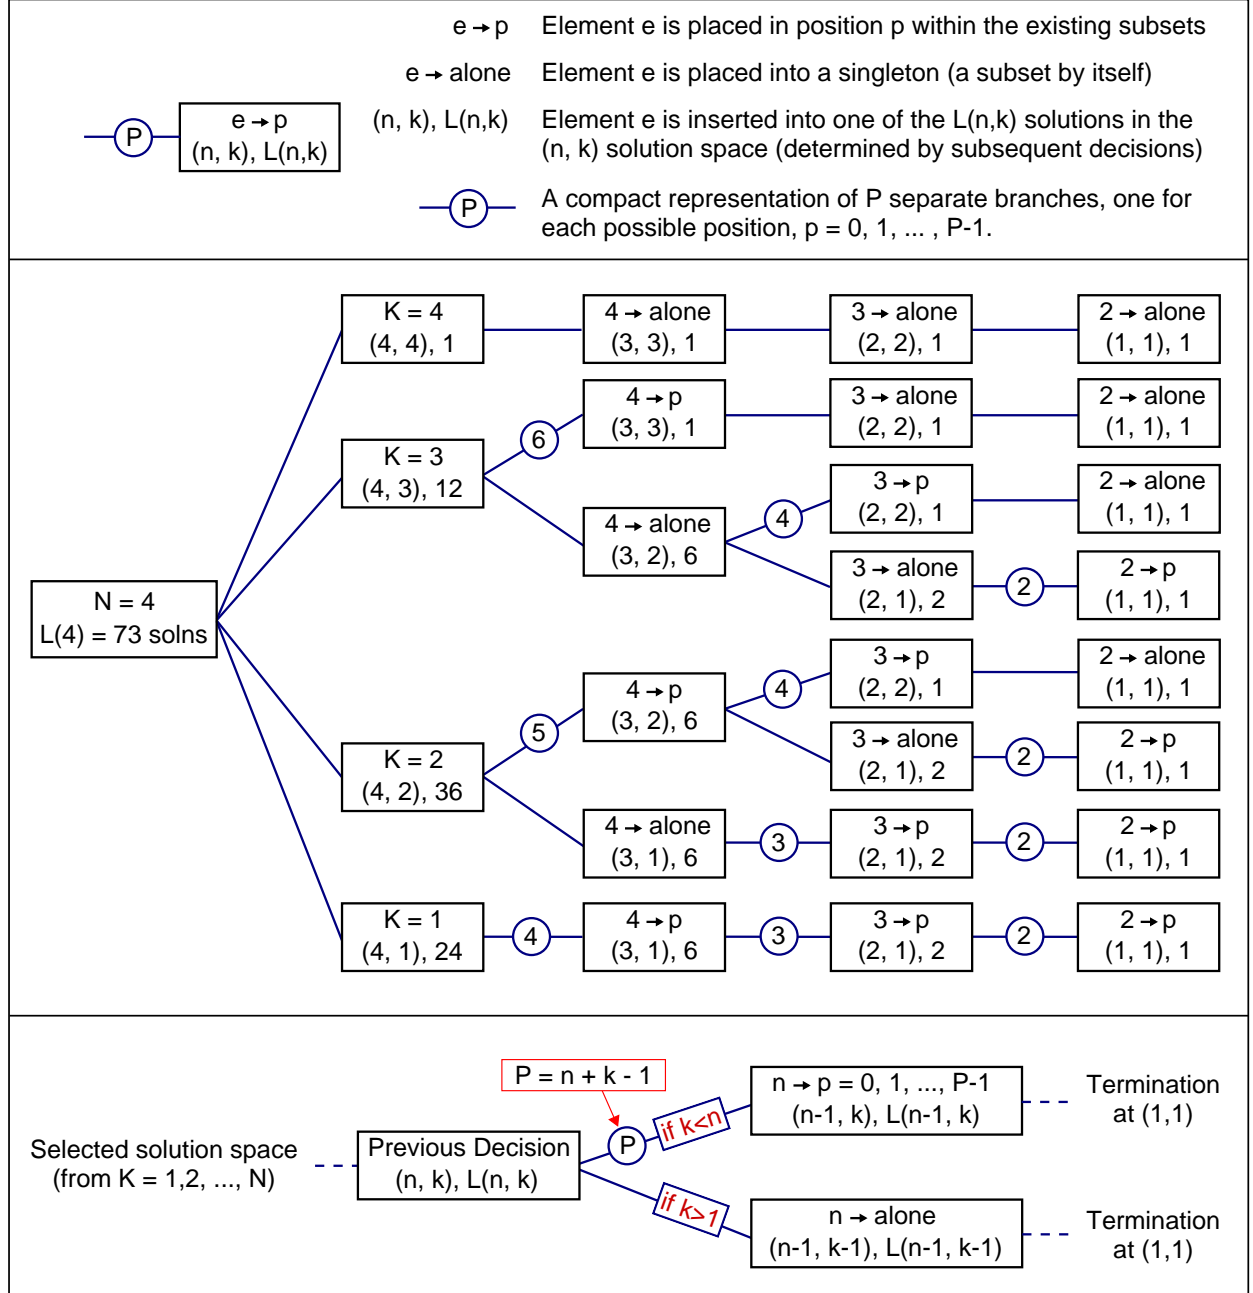 e → p Element e is placed in position p within the existing subsets
e → alone Element e is placed into a singleton (a subset by itself)
P
e → p
(n, k), L(n,k)
(n, k), L(n,k) Element e is inserted into one of the L(n,k) solutions in the
(n, k) solution space (determined by subsequent decisions)
P A compact representation of P separate branches, one for
each possible position, p = 0, 1, ... , P-1.
N = 4
L(4) = 73 solns
K = 4
(4, 4), 1
4 → alone
(3, 3), 1
3 → alone
(2, 2), 1
2 → alone
(1, 1), 1
K = 3
(4, 3), 12
6
4 → p
(3, 3), 1
3 → alone
(2, 2), 1
2 → alone
(1, 1), 1
4 → alone
(3, 2), 6
4
3 → p
(2, 2), 1
2 → alone
(1, 1), 1
3 → alone
(2, 1), 2
2
2 → p
(1, 1), 1
K = 2
(4, 2), 36
5
4 → p
(3, 2), 6
4
3 → p
(2, 2), 1
2 → alone
(1, 1), 1
3 → alone
(2, 1), 2
2
2 → p
(1, 1), 1
4 → alone
(3, 1), 6
3
3 → p
(2, 1), 2
2
2 → p
(1, 1), 1
K = 1
(4, 1), 24
4
4 → p
(3, 1), 6
3
3 → p
(2, 1), 2
2
2 → p
(1, 1), 1
Selected solution space
(from K = 1,2, ..., N)
Previous Decision
(n, k), L(n, k)
P = n + k - 1
P
if k<n
n → p = 0, 1, ..., P-1
(n-1, k), L(n-1, k)
Termination
at (1,1)
if k>1
n → alone
(n-1, k-1), L(n-1, k-1)
Termination
at (1,1)